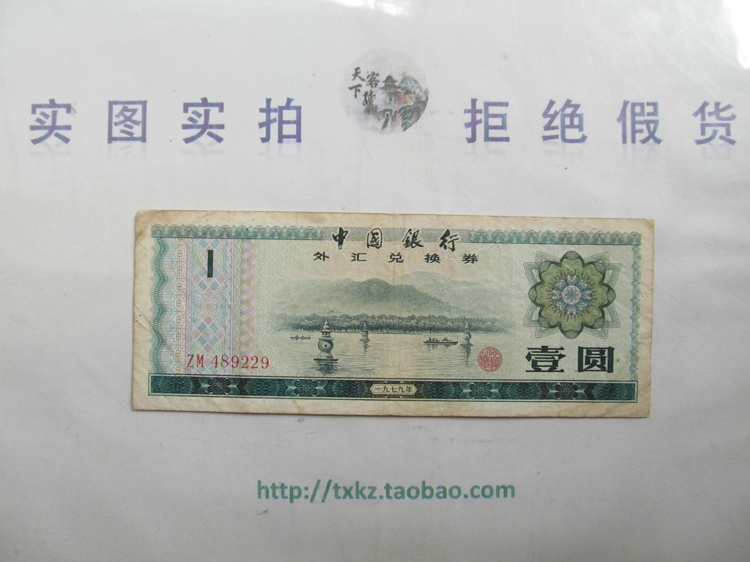 天下客
实图实拍 拒绝假货
中国银行
外汇兑换券
1
ZM 489229
壹圆
一九七九年
http://txkz.taobao.com